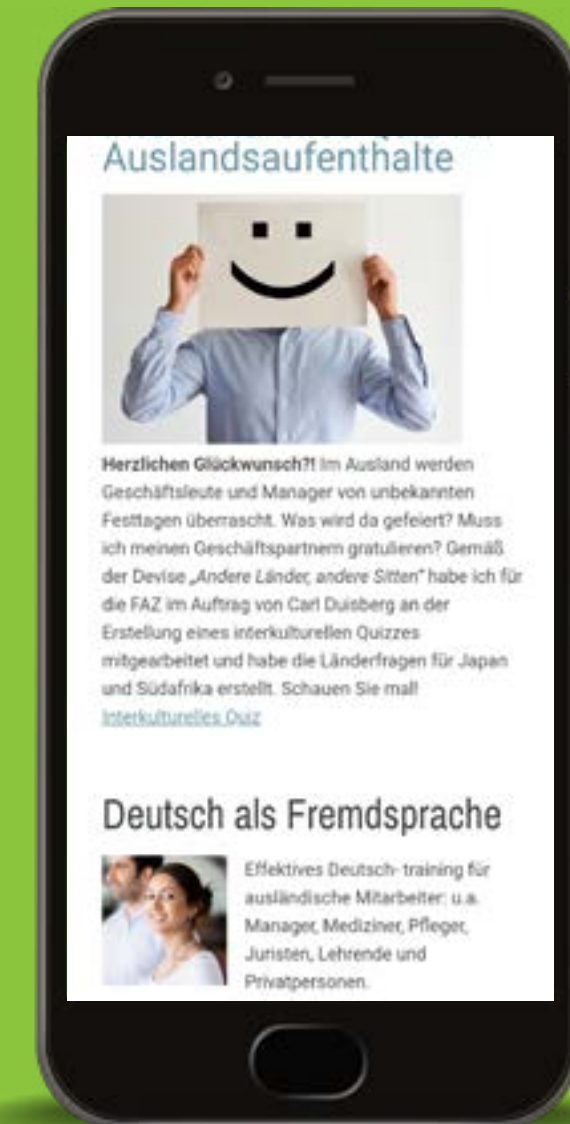 Auslandsaufenthalte
Herzlichen Glückwunsch?! Im Ausland werden
Geschäftsleute und Manager von unbekannten
Festtagen überrascht. Was wird da gefeiert? Muss
ich meinen Geschäftspartnern gratulieren? Gemäß
der Devise „Andere Länder, andere Sitten" habe ich für
die FAZ im Auftrag von Carl Duisberg an der
Erstellung eines interkulturellen Quizzes
mitgearbeitet und habe die Länderfragen für Japan
und Südafrika erstellt. Schauen Sie mal!
Interkulturelles Quiz
Deutsch als Fremdsprache
Effektives Deutsch- training für
ausländische Mitarbeiter: u.a.
Manager, Mediziner, Pfleger,
Juristen, Lehrende und
Privatpersonen.